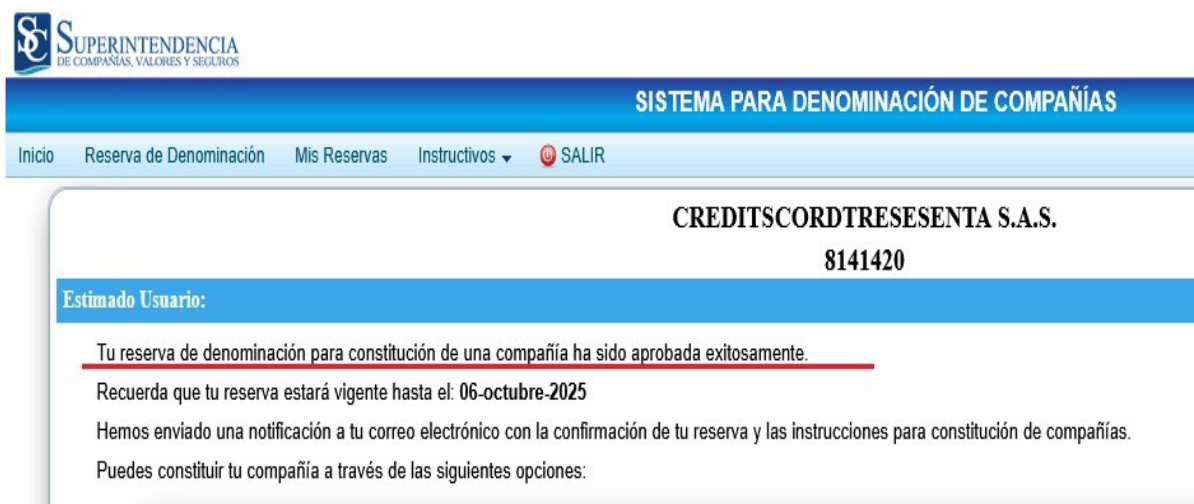 SUPERINTENDENCIA
DE COMPAÑÍAS, VALORES Y SEGUROS
SISTEMA PARA DENOMINACIÓN DE COMPAÑÍAS
Inicio Reserva de Denominación Mis Reservas Instructivos SALIR
CREDITSCORDTRESESENTA S.A.S.
8141420
Estimado Usuario:
Tu reserva de denominación para constitución de una compañía ha sido aprobada exitosamente.
Recuerda que tu reserva estará vigente hasta el: 06-octubre-2025
Hemos enviado una notificación a tu correo electrónico con la confirmación de tu reserva y las instrucciones para constitución de compañías.
Puedes constituir tu compañía a través de las siguientes opciones: